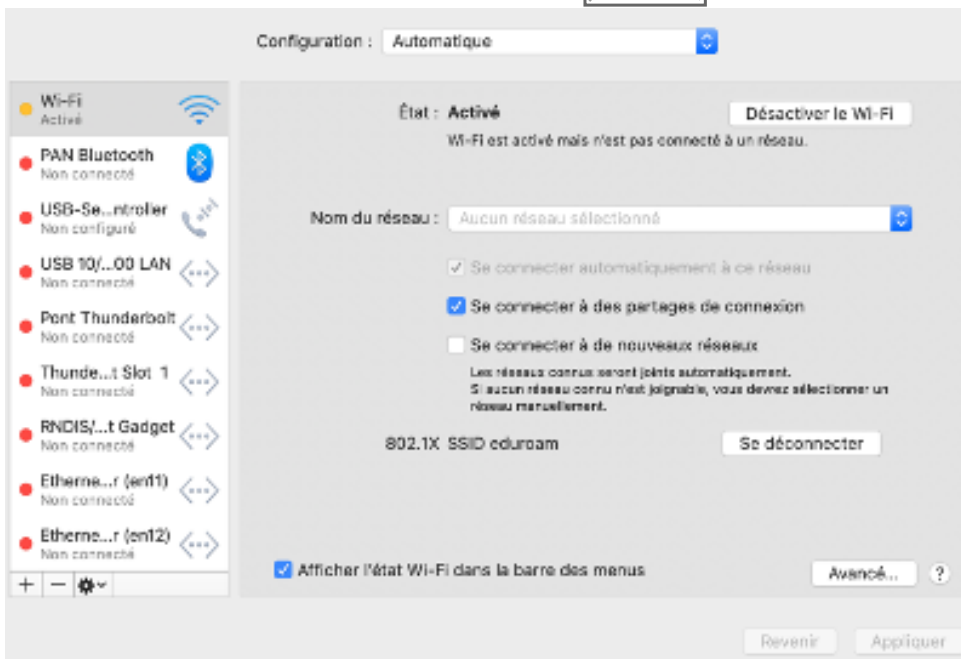 Configuration : Automatique
Wi-Fi
Activé
PAN Bluetooth
Non connecté
USB-Se...ntroller
Non configuré
USB 10/...00 LAN
Non connecté
Pont Thunderbolt
Non connecté
Thunde...t Slot 1
Non connecté
RNDIS/...t Gadget
Non connecté
Etherne...r (en11)
Non connecté
Etherne...r (en12)
Non connecté
État : Activé
Désactiver le Wi-Fi
Wi-Fi est activé mais n'est pas connecté à un réseau.
Nom du réseau : Aucun réseau sélectionné
Se connecter automatiquement à ce réseau
Se connecter à des partages de connexion
Se connecter à de nouveaux réseaux
Les réseaux connus seront joints automatiquement.
Si aucun réseau connu n'est joignable, vous devrez sélectionner un
réseau manuellement.
802.1X SSID eduroam
Se déconnecter
Afficher l'état Wi-Fi dans la barre des menus
Avancé... ?
Revenir Appliquer